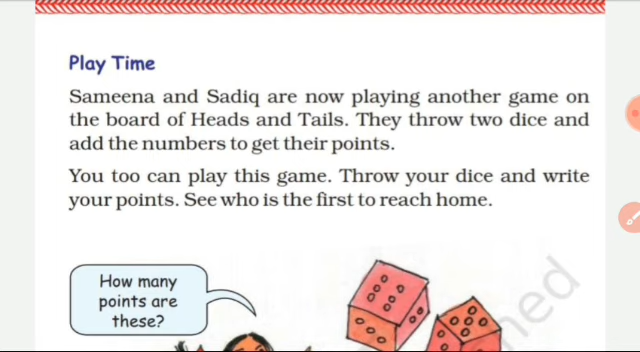 Play Time
Sameena and Sadiq are now playing another game on
the board of Heads and Tails. They throw two dice and
add the numbers to get their points.
You too can play this game. Throw your dice and write
your points. See who is the first to reach home.
How many
points are
these?